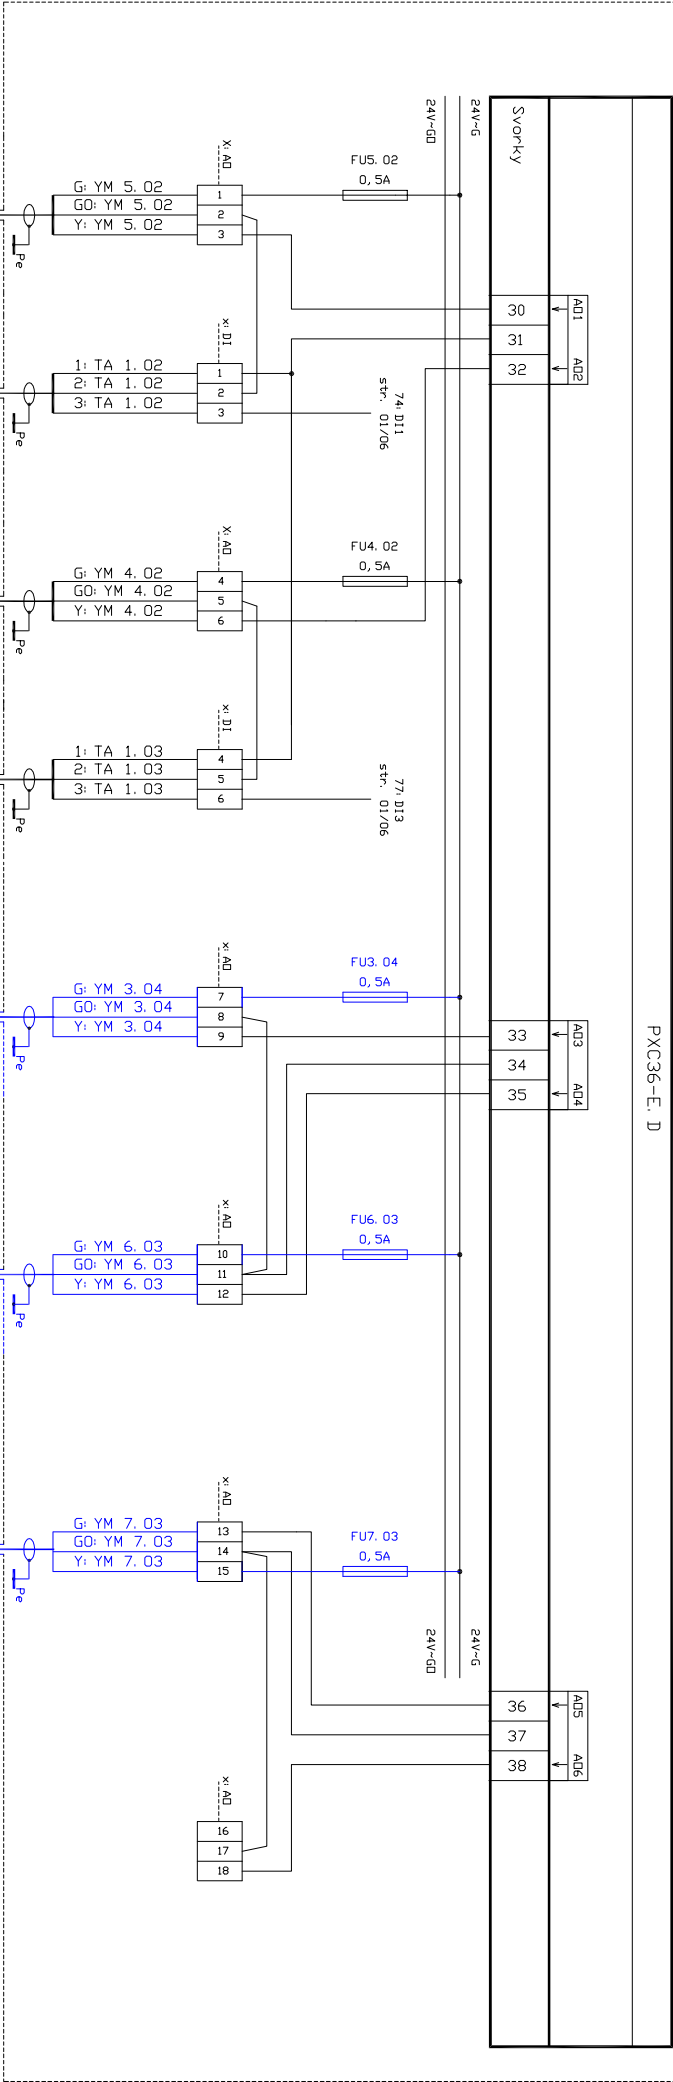 24V~GO
24V~G
Svorky
X: AO
FU5. 02
0, 5A
G: YM 5. 02
1
GO: YM 5. 02
2
Y: YM 5. 02
3
Pe
30
AO1
31
32
AO2
x: DI
1: TA 1. 02
1
2: TA 1. 02
2
3: TA 1. 02
3
Pe
74: DI1
str. 01/06
X: AO
FU4. 02
0, 5A
G: YM 4. 02
4
GO: YM 4. 02
5
Y: YM 4. 02
6
Pe
x: DI
1: TA 1. 03
4
2: TA 1. 03
5
3: TA 1. 03
6
Pe
77: DI3
str. 01/06
x: AO
FU3. 04
0, 5A
G: YM 3. 04
7
GO: YM 3. 04
8
Y: YM 3. 04
9
Pe
33
AO3
34
35
AO4
PXC36-E. D
x: AO
FU6. 03
0, 5A
G: YM 6. 03
10
GO: YM 6. 03
11
Y: YM 6. 03
12
Pe
x: AO
FU7. 03
0, 5A
G: YM 7. 03
13
GO: YM 7. 03
14
Y: YM 7. 03
15
Pe
24V~GO
24V~G
36
AO5
37
38
AO6
x: AO
16
17
18